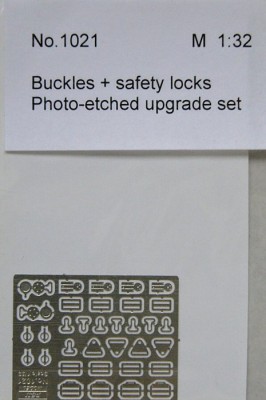 No.1021 M 1:32
Buckles + safety locks
Photo-etched upgrade set